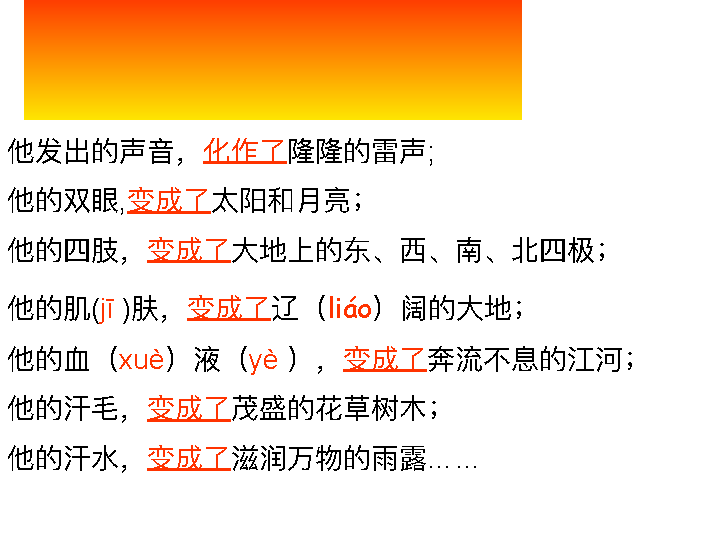 他发出的声音，化作了隆隆的雷声;
他的双眼,变成了太阳和月亮；
他的四肢，变成了大地上的东、西、南、北四极；
他的肌(jī )肤，变成了辽（liáo）阔的大地；
他的血（xuè）液（yè ），变成了奔流不息的江河；
他的汗毛，变成了茂盛的花草树木；
他的汗水，变成了滋润万物的雨露……